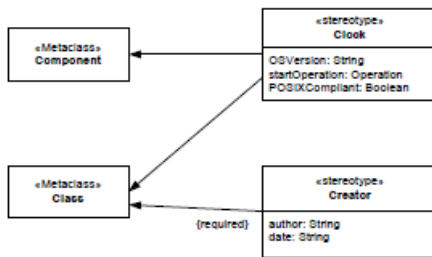 «stereotype»
Clock
OSVersion: String
startOperation: Operation
POSIXCompliant: Boolean
«Metaclass»
Component
«Metaclass»
Class
«stereotype»
Creator
{required}
author: String
date: String